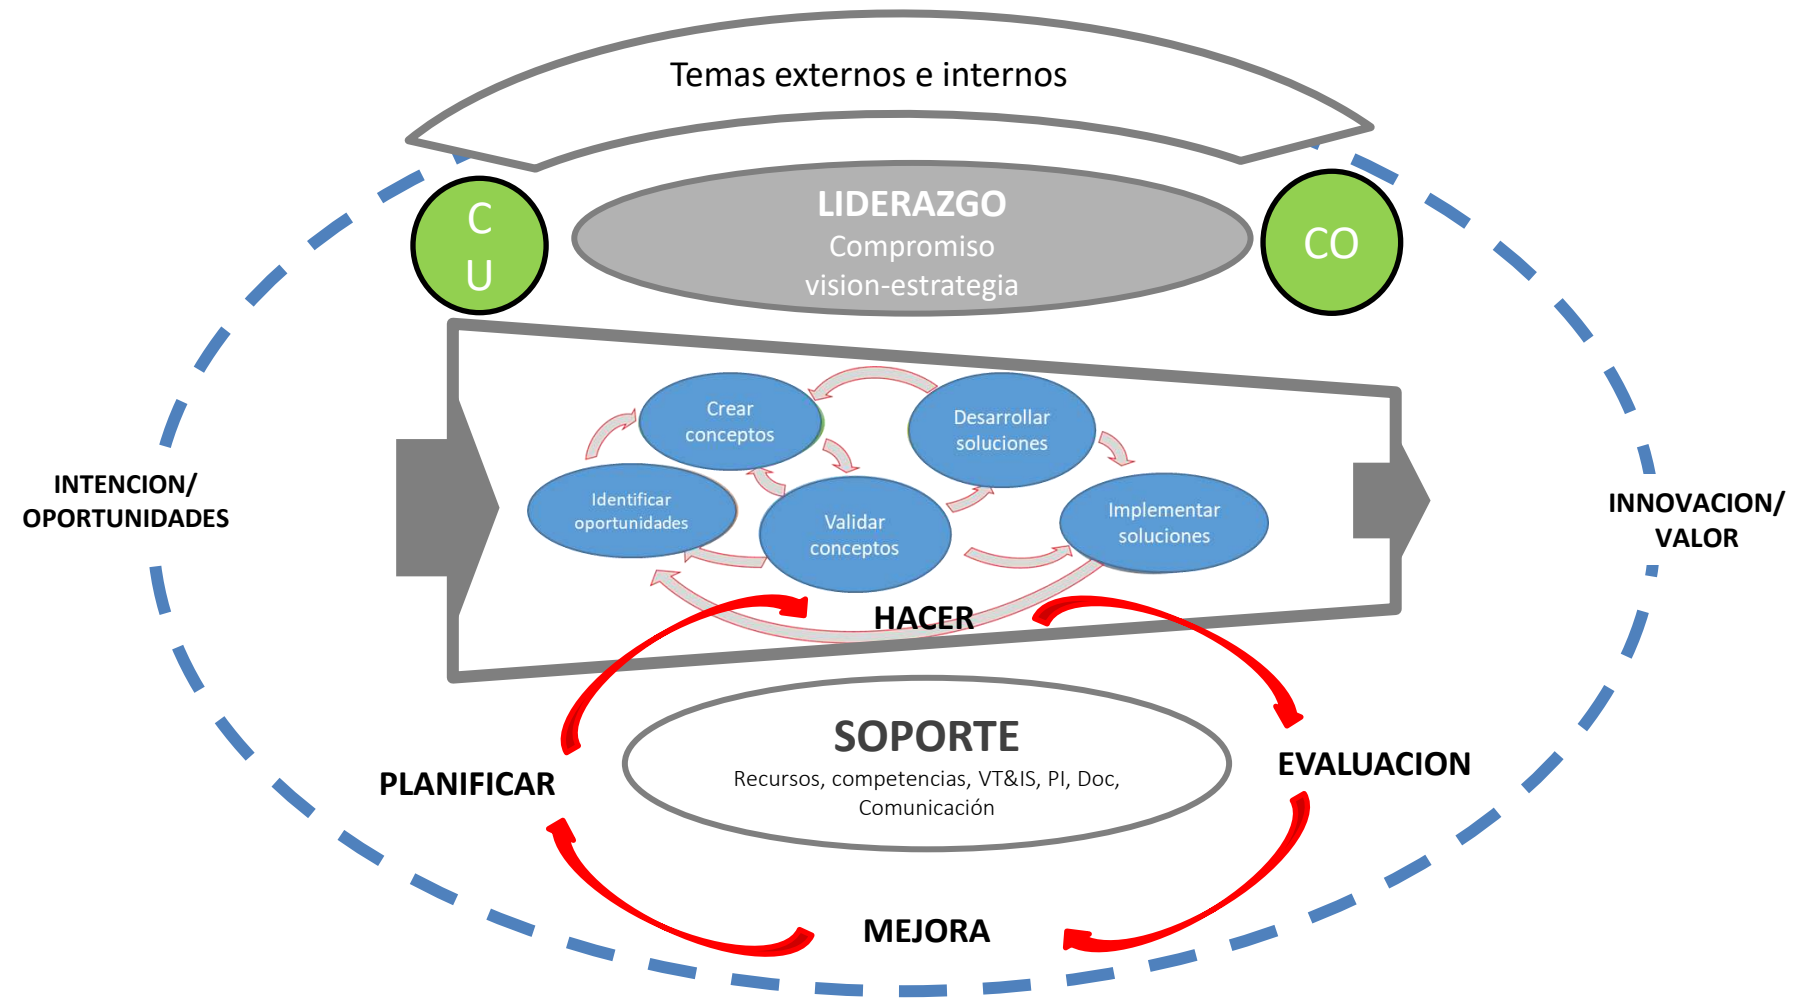 Temas externos e internos
C
U
LIDERAZGO
Compromiso
vision-estrategia
CO
Crear
conceptos
Desarrollar
soluciones
Identificar
oportunidades
Validar
conceptos
Implementar
soluciones
INTENCION/
OPORTUNIDADES
INNOVACION/
VALOR
HACER
SOPORTE
Recursos, competencias, VT&IS, PI, Doc,
Comunicación
PLANIFICAR
EVALUACION
MEJORA